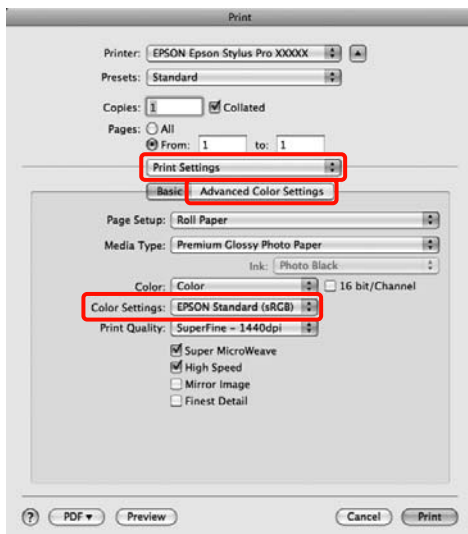 Print
Printer: EPSON Epson Stylus Pro XXXXX
Presets: Standard
Copies: 1 Collated
Pages: All
From: 1 to: 1
Print Settings
Basic Advanced Color Settings
Page Setup: Roll Paper
Media Type: Premium Glossy Photo Paper
Ink: Photo Black
Color: Color 16 bit/Channel
Color Settings: EPSON Standard (sRGB)
Print Quality: SuperFine - 1440dpi
Super MicroWeave
High Speed
Mirror Image
Finest Detail
? PDF Preview Cancel Print